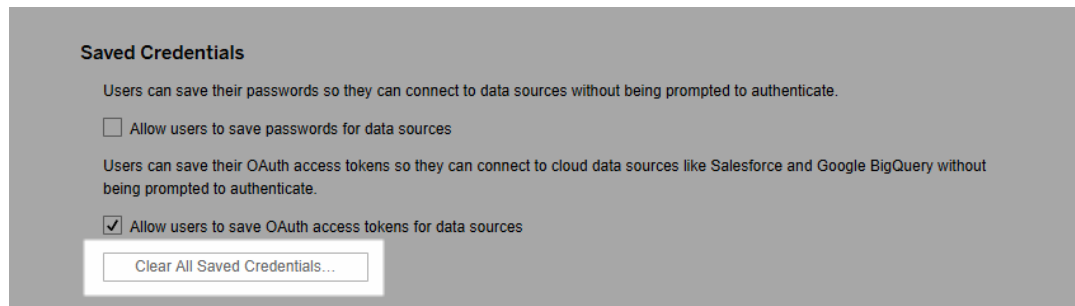 Saved Credentials
Users can save their passwords so they can connect to data sources without being prompted to authenticate.
Allow users to save passwords for data sources
Users can save their OAuth access tokens so they can connect to cloud data sources like Salesforce and Google BigQuery without
being prompted to authenticate.
Allow users to save OAuth access tokens for data sources
Clear All Saved Credentials...